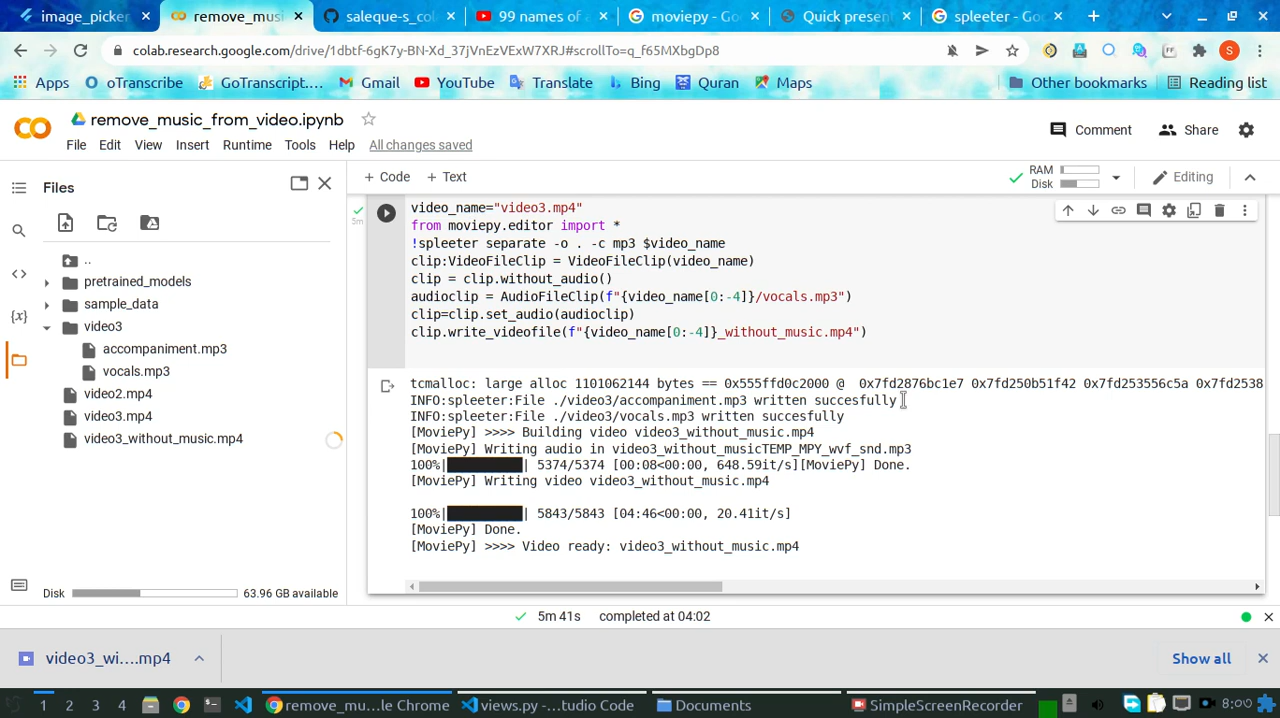 image_picker
remove_musi
saleque-s_col
99 names of a
moviepy - Goo
Quick present
spleeter - Goo
colab.research.google.com/drive/1dbtf-6gK7y-BN-Xd_37jVnEzVExW7XRJ#scrollTo=q_f65MXbgDp8
S
Apps
oTranscribe
GoTranscript....
Gmail
YouTube
Translate
Bing
Quran
Maps
Other bookmarks
Reading list
remove_music_from_video.ipynb
Comment
Share
File Edit View Insert Runtime Tools Help All changes saved
+ Code + Text
RAM
Disk
Editing
Files
..
pretrained_models
sample_data
video3
accompaniment.mp3
vocals.mp3
video2.mp4
video3.mp4
video3_without_music.mp4
Disk
63.96 GB available
5m
video_name="video3.mp4"
from moviepy.editor import *
!spleeter separate -o . -c mp3 $video_name
clip:VideoFileClip = VideoFileClip(video_name)
clip = clip.without_audio()
audioclip = AudioFileClip(f"{video_name[0:-4]}/vocals.mp3")
clip=clip.set_audio(audioclip)
clip.write_videofile(f"{video_name[0:-4]}_without_music.mp4")
tcmalloc: large alloc 1101062144 bytes == 0x555ffd0c2000 @ 0x7fd2876bc1e7 0x7fd250b51f42 0x7fd253556c5a 0x7fd2538
INFO:spleeter:File ./video3/accompaniment.mp3 written succesfully
INFO:spleeter:File ./video3/vocals.mp3 written succesfully
[MoviePy] >>>> Building video video3_without_music.mp4
[MoviePy] Writing audio in video3_without_musicTEMP_MPY_wvf_snd.mp3
100%|██████████| 5374/5374 [00:08<00:00, 648.59it/s][MoviePy] Done.
[MoviePy] Writing video video3_without_music.mp4
100%|██████████| 5843/5843 [04:46<00:00, 20.41it/s]
[MoviePy] Done.
[MoviePy] >>>> Video ready: video3_without_music.mp4
5m 41s completed at 04:02
video3_wi....mp4
Show all
1 2 3 4
remove_mu...le Chrome
views.py -...tudio Code
Documents
SimpleScreenRecorder
৪:০০